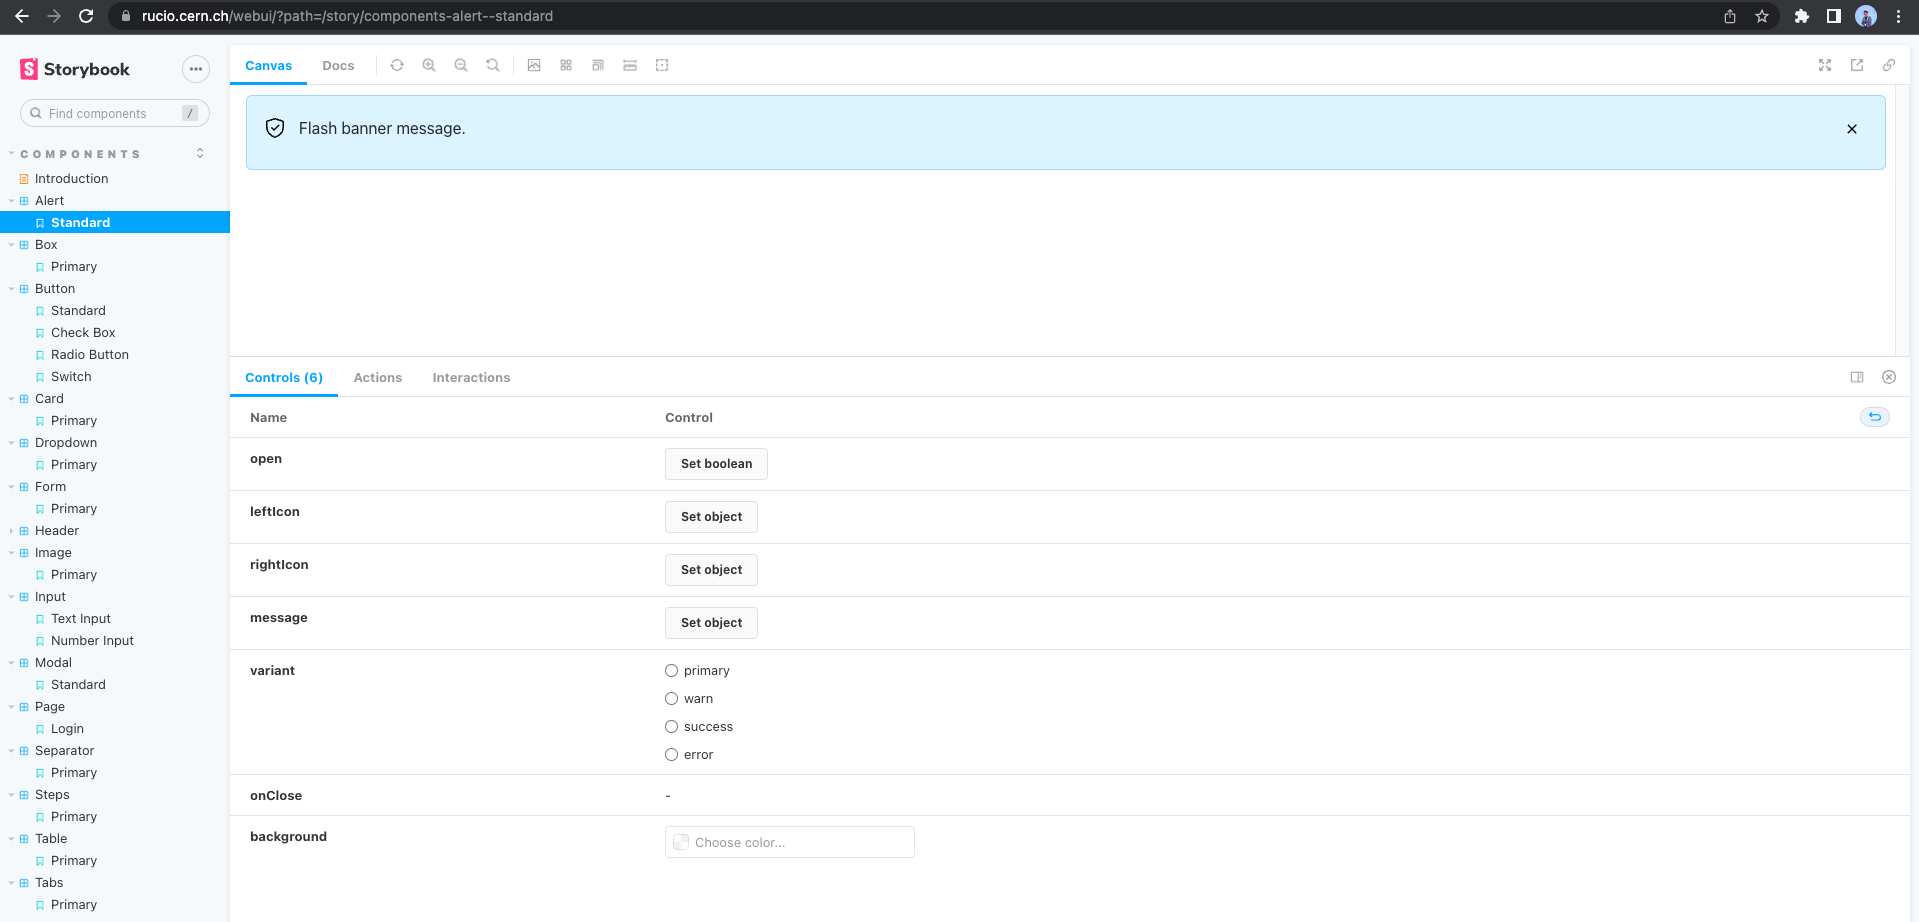 rucio.cern.ch/webui/?path=/story/components-alert--standard
Storybook
Find components /
COMPONENTS
Introduction
Alert
Standard
Box
Primary
Button
Standard
Check Box
Radio Button
Switch
Card
Primary
Dropdown
Primary
Form
Primary
Header
Image
Primary
Input
Text Input
Number Input
Modal
Standard
Page
Login
Separator
Primary
Steps
Primary
Table
Primary
Tabs
Primary
Canvas Docs
Flash banner message.
Controls (6) Actions Interactions
Name Control
open Set boolean
leftIcon Set object
rightIcon Set object
message Set object
variant primary
warn
success
error
onClose -
background Choose color...